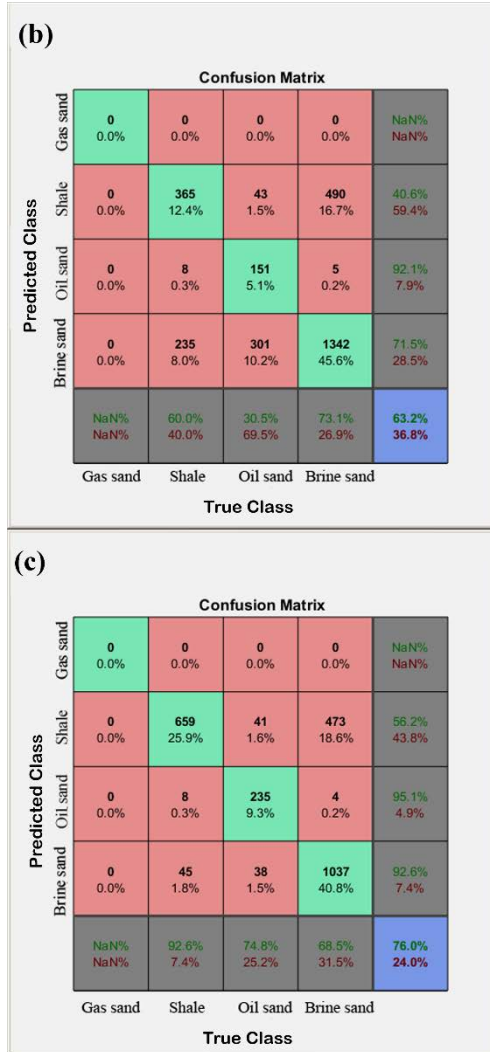 (b)
Confusion Matrix
Gas sand
0 0 0 0 NaN%
0.0% 0.0% 0.0% 0.0% NaN%
Shale
0 365 43 490 40.6%
0.0% 12.4% 1.5% 16.7% 59.4%
Oil sand
0 8 151 5 92.1%
0.0% 0.3% 5.1% 0.2% 7.9%
Brine sand
0 235 301 1342 71.5%
0.0% 8.0% 10.2% 45.6% 28.5%
NaN% 60.0% 30.5% 73.1% 63.2%
NaN% 40.0% 69.5% 26.9% 36.8%
Predicted Class
Gas sand Shale Oil sand Brine sand
True Class
(c)
Confusion Matrix
Gas sand
0 0 0 0 NaN%
0.0% 0.0% 0.0% 0.0% NaN%
Shale
0 659 41 473 56.2%
0.0% 25.9% 1.6% 18.6% 43.8%
Oil sand
0 8 235 4 95.1%
0.0% 0.3% 9.3% 0.2% 4.9%
Brine sand
0 45 38 1037 92.6%
0.0% 1.8% 1.5% 40.8% 7.4%
NaN% 92.6% 74.8% 68.5% 76.0%
NaN% 7.4% 25.2% 31.5% 24.0%
Predicted Class
Gas sand Shale Oil sand Brine sand
True Class